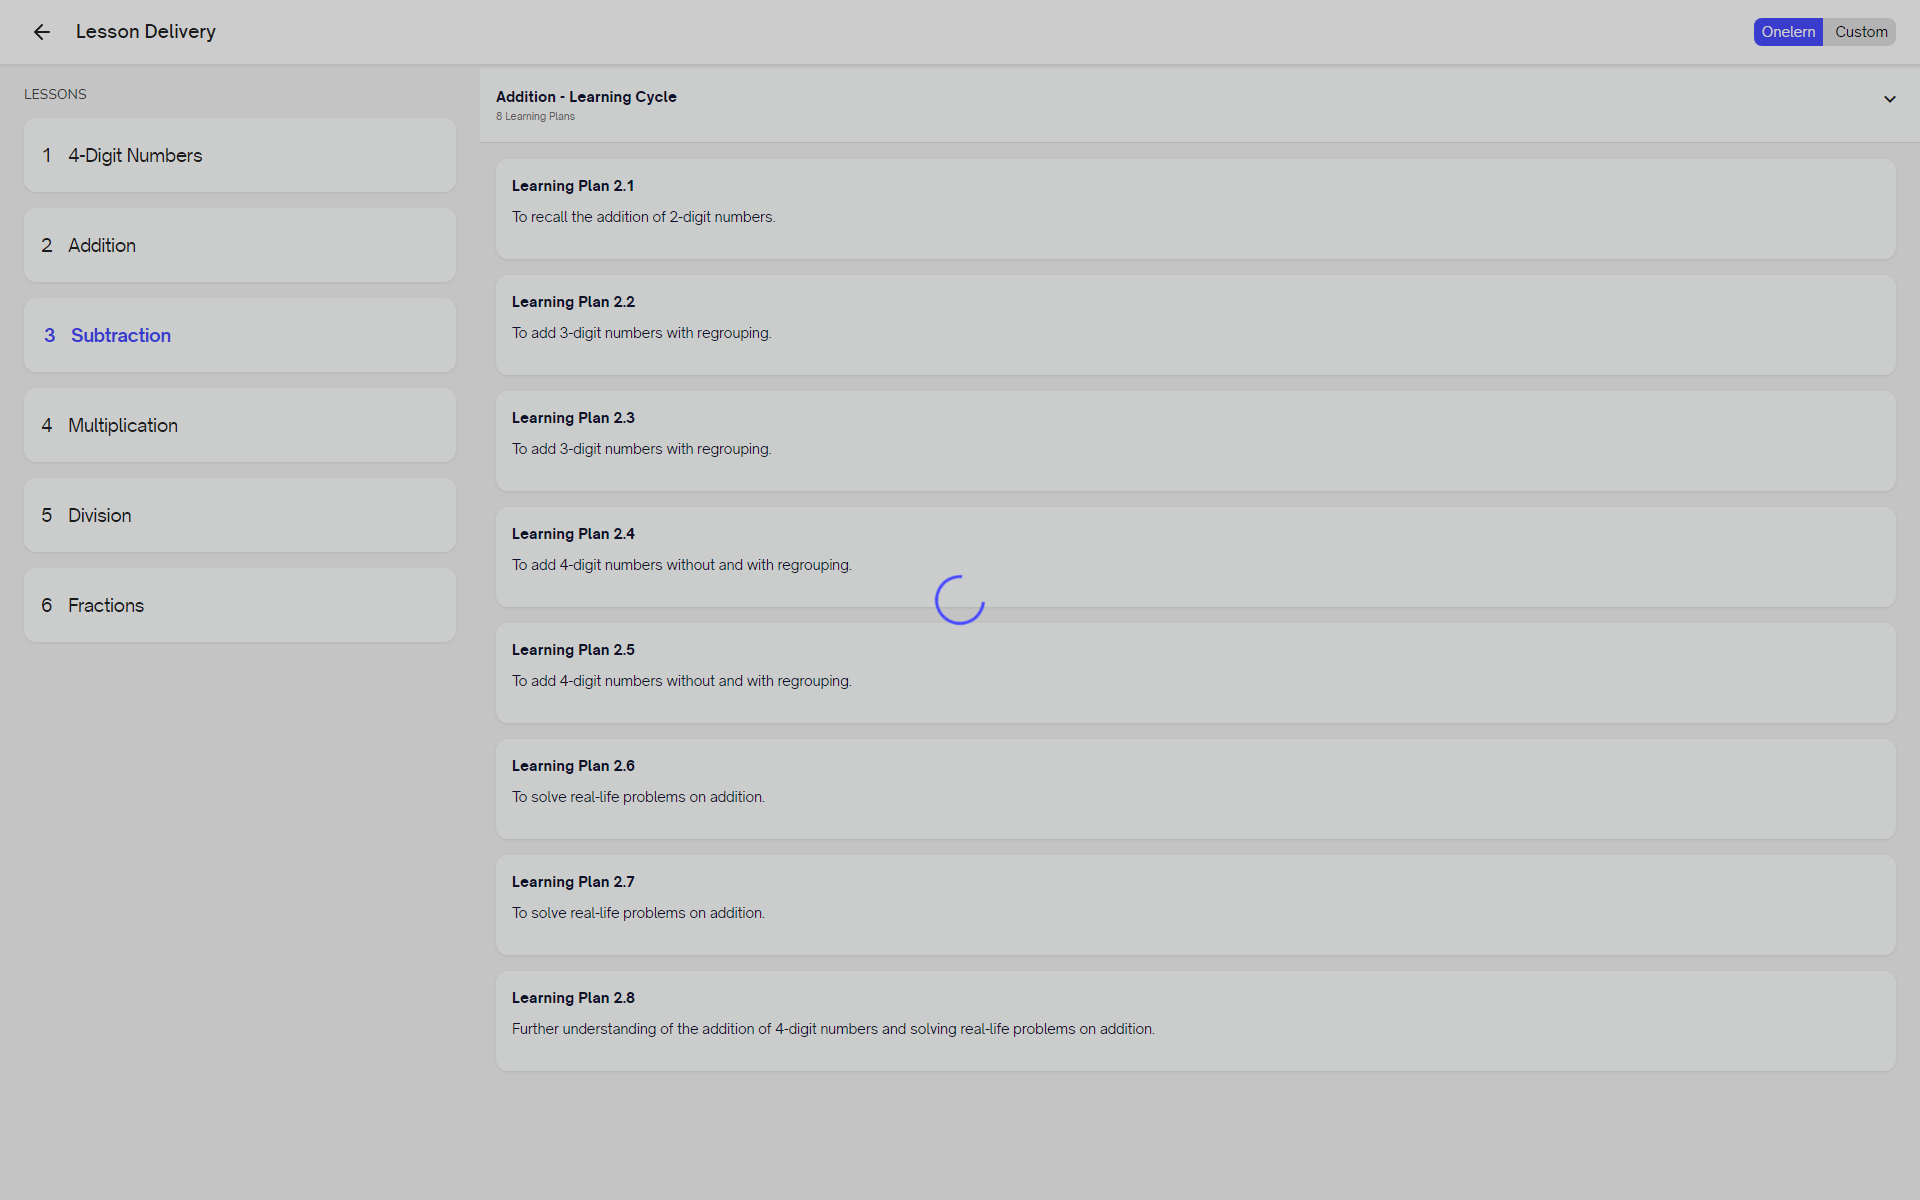 Lesson Delivery
Onelern
Custom
LESSONS
1 4-Digit Numbers
2 Addition
3 Subtraction
4 Multiplication
5 Division
6 Fractions
Addition - Learning Cycle
8 Learning Plans
Learning Plan 2.1
To recall the addition of 2-digit numbers.
Learning Plan 2.2
To add 3-digit numbers with regrouping.
Learning Plan 2.3
To add 3-digit numbers with regrouping.
Learning Plan 2.4
To add 4-digit numbers without and with regrouping.
Learning Plan 2.5
To add 4-digit numbers without and with regrouping.
Learning Plan 2.6
To solve real-life problems on addition.
Learning Plan 2.7
To solve real-life problems on addition.
Learning Plan 2.8
Further understanding of the addition of 4-digit numbers and solving real-life problems on addition.